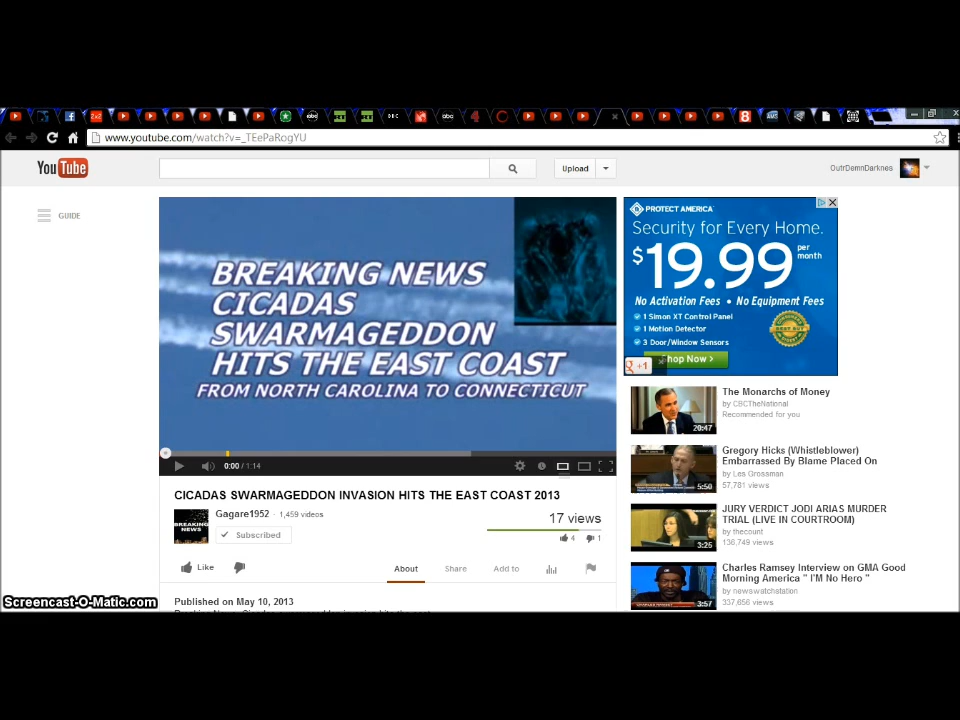 www.youtube.com/watch?v=_TEePaRogYU
YouTube
Upload
OutrDemnDarknes
GUIDE
BREAKING NEWS
CICADAS
SWARMAGEDDON
HITS THE EAST COAST
FROM NORTH CAROLINA TO CONNECTICUT
PROTECT AMERICA
Security for Every Home.
$19.99 per month
No Activation Fees • No Equipment Fees
1 Simon XT Control Panel
1 Motion Detector
3 Door/Window Sensors
Shop Now >
+1
0:00 / 1:14
CICADAS SWARMAGEDDON INVASION HITS THE EAST COAST 2013
BREAKING NEWS
Gagare1952 · 1,459 videos
Subscribed
17 views
4 1
Like
About Share Add to
Published on May 10, 2013
The Monarchs of Money
by CBCTheNational
Recommended for you
20:47
Gregory Hicks (Whistleblower)
Embarrassed By Blame Placed On
by Les Grossman
57,781 views
5:50
JURY VERDICT JODI ARIAS MURDER
TRIAL (LIVE IN COURTROOM)
by thecount
136,749 views
3:25
Charles Ramsey Interview on GMA Good
Morning America " I'M No Hero "
by newswatchstation
337,656 views
3:57
Screencast-O-Matic.com